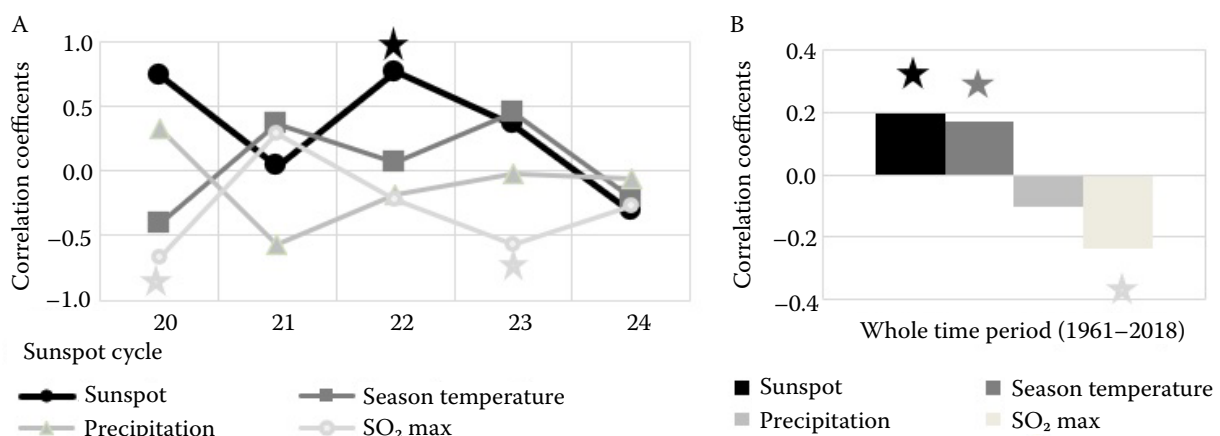 A
Correlation coefficents
1.0
0.5
0.0
−0.5
−1.0
20 21 22 23 24
Sunspot cycle
Sunspot Season temperature
Precipitation SO₂ max
B
Correlation coefficents
0.4
0.2
0.0
−0.2
−0.4
Whole time period (1961–2018)
Sunspot Season temperature
Precipitation SO₂ max